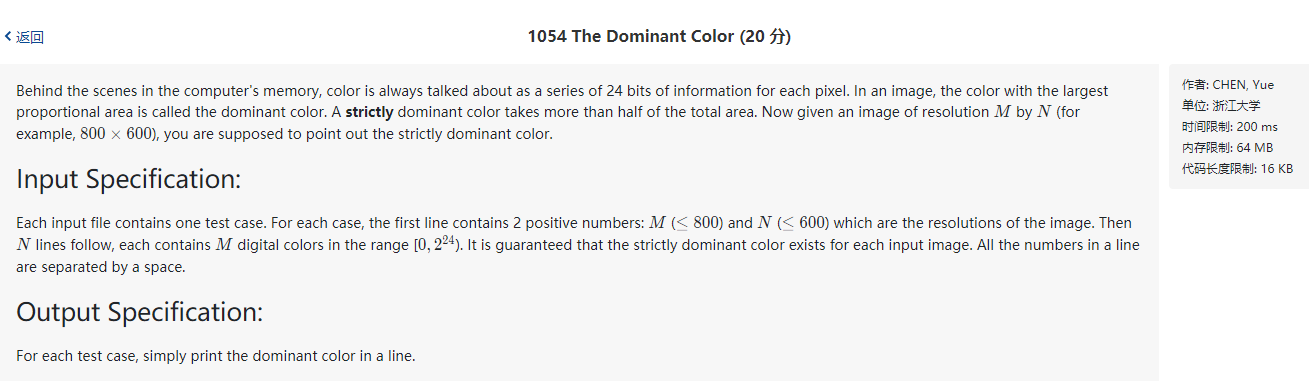 返回
1054 The Dominant Color (20 分)
Behind the scenes in the computer's memory, color is always talked about as a series of 24 bits of information for each pixel. In an image, the color with the largest
proportional area is called the dominant color. A strictly dominant color takes more than half of the total area. Now given an image of resolution M by N (for
example, 800 × 600), you are supposed to point out the strictly dominant color.
Input Specification:
Each input file contains one test case. For each case, the first line contains 2 positive numbers: M (≤ 800) and N (≤ 600) which are the resolutions of the image. Then
N lines follow, each contains M digital colors in the range [0, 2²⁴). It is guaranteed that the strictly dominant color exists for each input image. All the numbers in a line
are separated by a space.
Output Specification:
For each test case, simply print the dominant color in a line.
作者: CHEN, Yue
单位: 浙江大学
时间限制: 200 ms
内存限制: 64 MB
代码长度限制: 16 KB